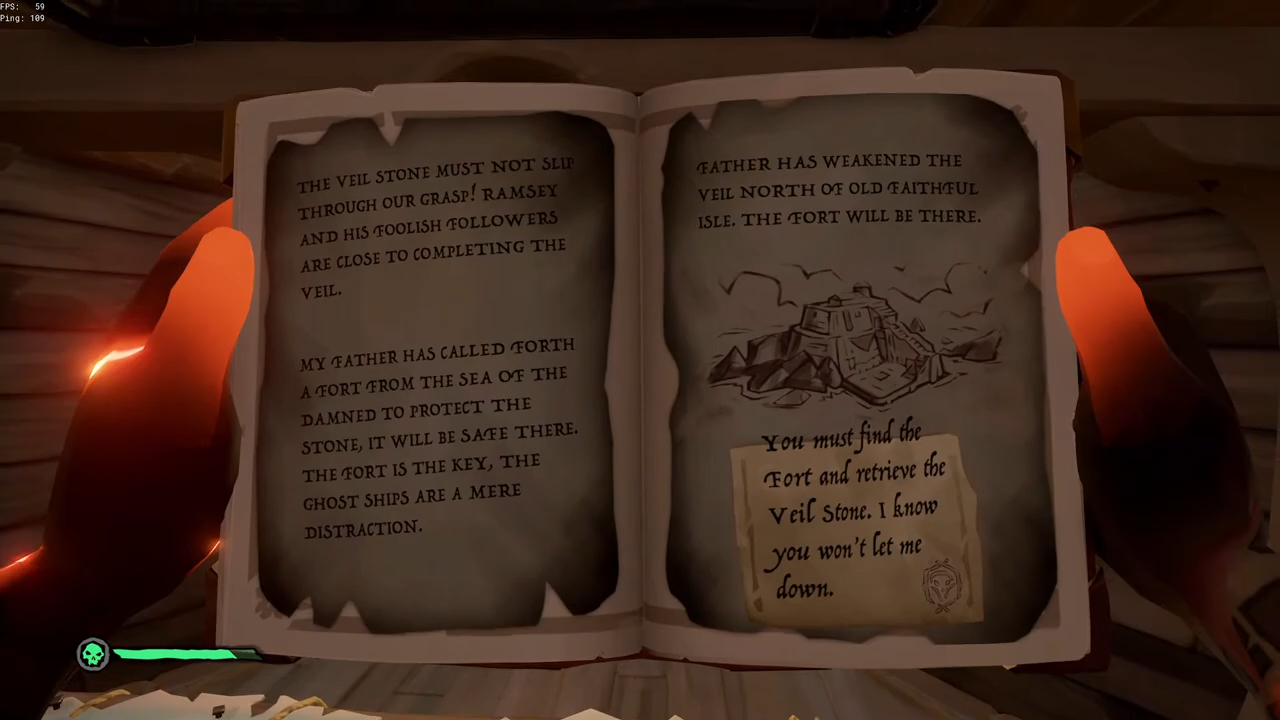 FPS: 59
Ping: 109
THE VEIL STONE MUST NOT SLIP
THROUGH OUR GRASP! RAMSEY
AND HIS FOOLISH FOLLOWERS
ARE CLOSE TO COMPLETING THE
VEIL.
MY FATHER HAS CALLED FORTH
A FORT FROM THE SEA OF THE
DAMNED TO PROTECT THE
STONE, IT WILL BE SAFE THERE.
THE FORT IS THE KEY, THE
GHOST SHIPS ARE A MERE
DISTRACTION.
FATHER HAS WEAKENED THE
VEIL NORTH OF OLD FAITHFUL
ISLE. THE FORT WILL BE THERE.
You must find the
Fort and retrieve the
Veil Stone. I know
you won't let me
down.